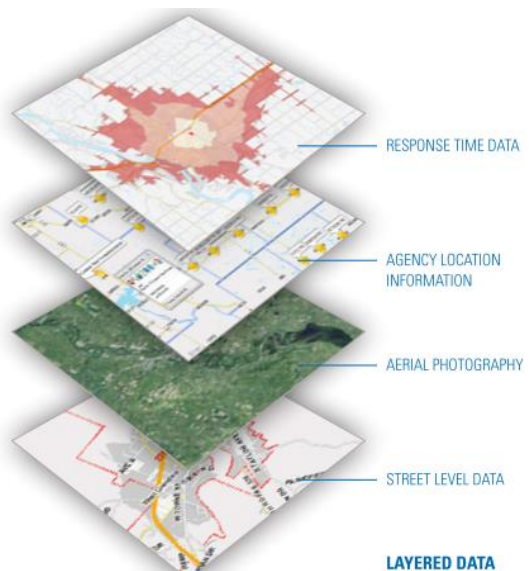 RESPONSE TIME DATA
AGENCY LOCATION
INFORMATION
AERIAL PHOTOGRAPHY
STREET LEVEL DATA
LAYERED DATA